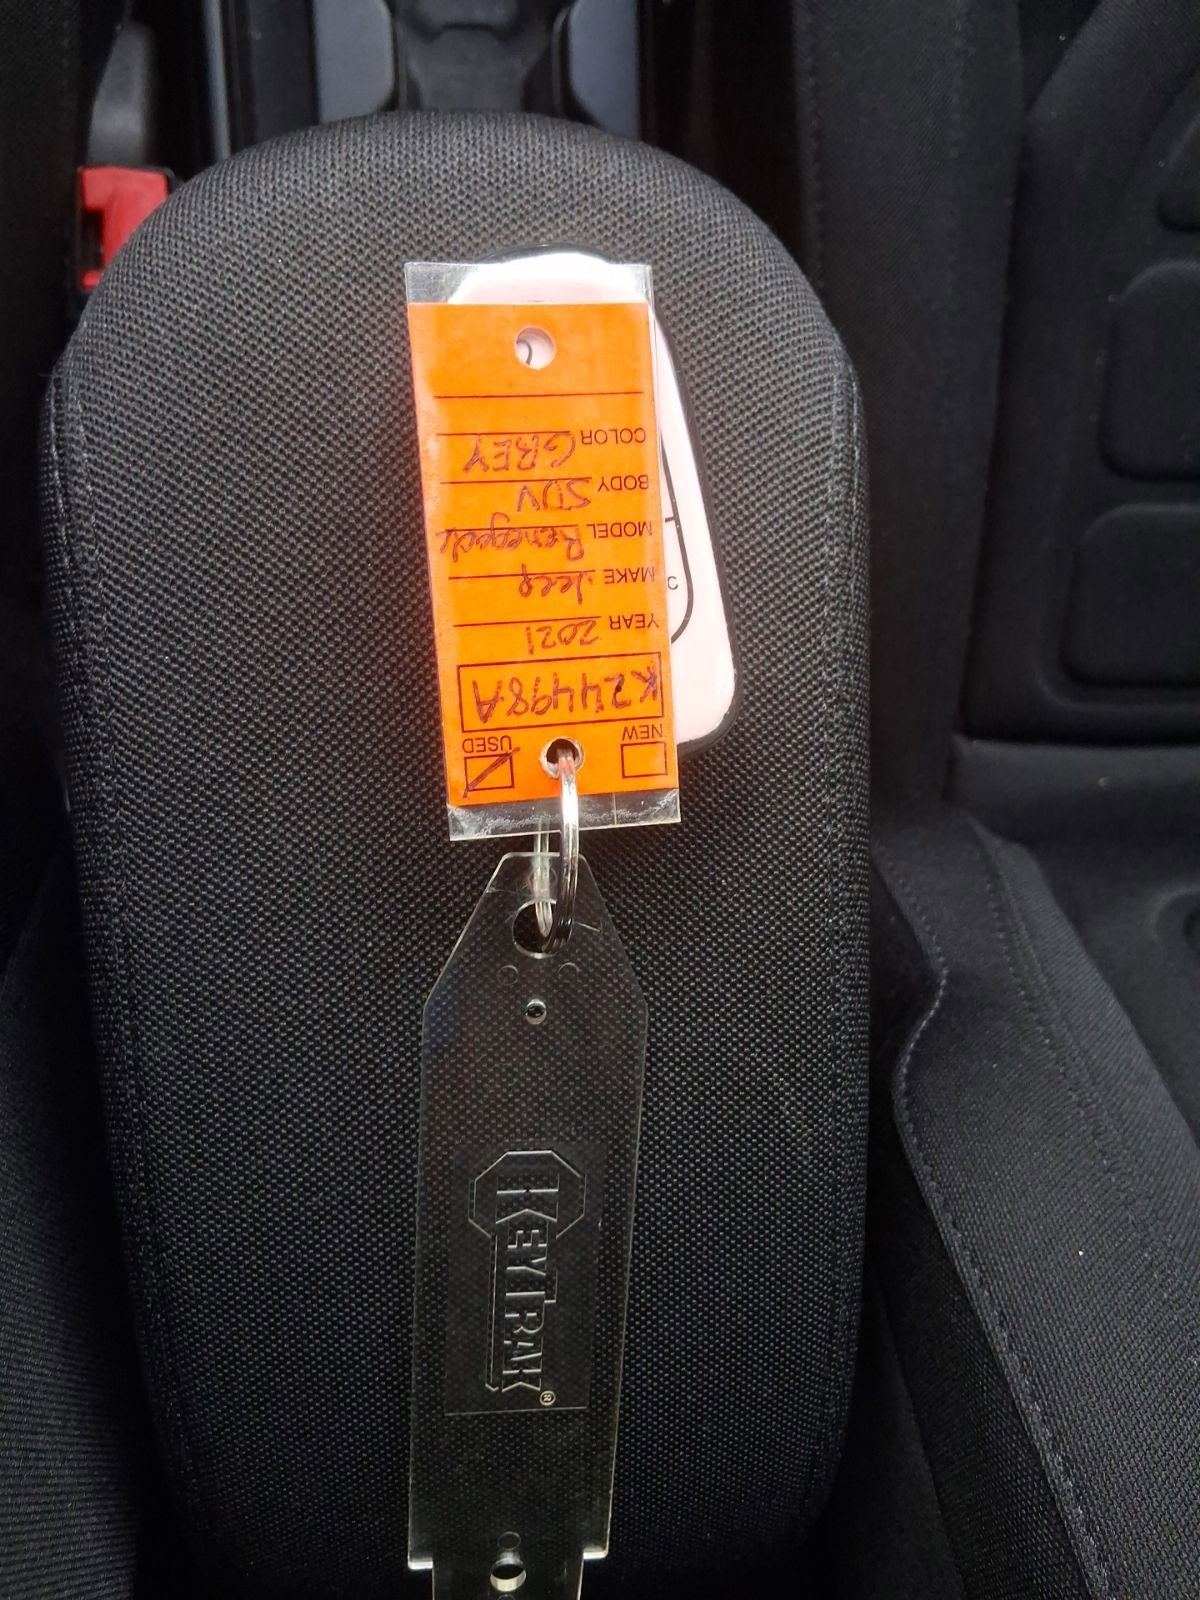 NEW USED
K24498A
YEAR 2021
MAKE Jeep
MODEL Renegade
BODY SUV
COLOR GREY
KEYTRAK®